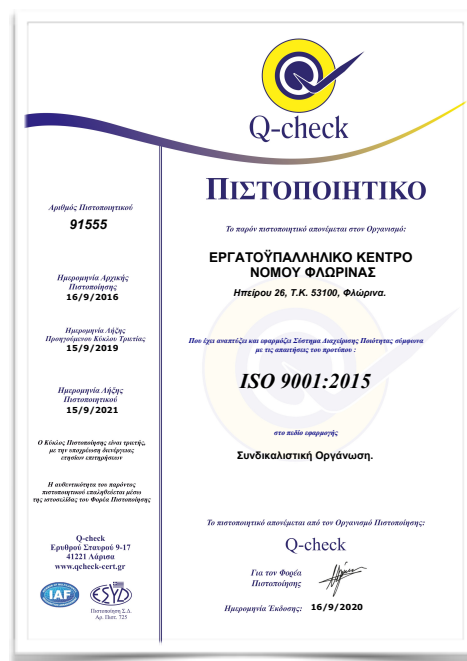 Q-check
ΠΙΣΤΟΠΟΙΗΤΙΚΟ
Αριθμός Πιστοποιητικού
91555
Ημερομηνία Αρχικής
Πιστοποίησης
16/9/2016
Ημερομηνία Λήξης
Προηγούμενου Κύκλου Τριετίας
15/9/2019
Ημερομηνία Λήξης
Πιστοποιητικού
15/9/2021
Ο Κύκλος Πιστοποίησης είναι τριετής,
με την υποχρέωση διενέργειας
ετησίων επιτηρήσεων
Η αυθεντικότητα του παρόντος
πιστοποιητικού επαληθεύεται μέσω
της ιστοσελίδας του Φορέα Πιστοποίησης
Q-check
Ερυθρού Σταυρού 9-17
41221 Λάρισα
www.qcheck-cert.gr
IAF
ΕΣΥΔ
Πιστοποίηση Σ.Δ.
Αρ. Πιστ. 725
Το παρόν πιστοποιητικό απονέμεται στον Οργανισμό:
ΕΡΓΑΤΟΫΠΑΛΛΗΛΙΚΟ ΚΕΝΤΡΟ
ΝΟΜΟΥ ΦΛΩΡΙΝΑΣ
Ηπείρου 26, Τ.Κ. 53100, Φλώρινα.
Που έχει αναπτύξει και εφαρμόζει Σύστημα Διαχείρισης Ποιότητας σύμφωνα
με τις απαιτήσεις του προτύπου :
ISO 9001:2015
στο πεδίο εφαρμογής
Συνδικαλιστική Οργάνωση.
Το πιστοποιητικό απονέμεται από τον Οργανισμό Πιστοποίησης:
Q-check
Για τον Φορέα
Πιστοποίησης
Ημερομηνία Έκδοσης: 16/9/2020